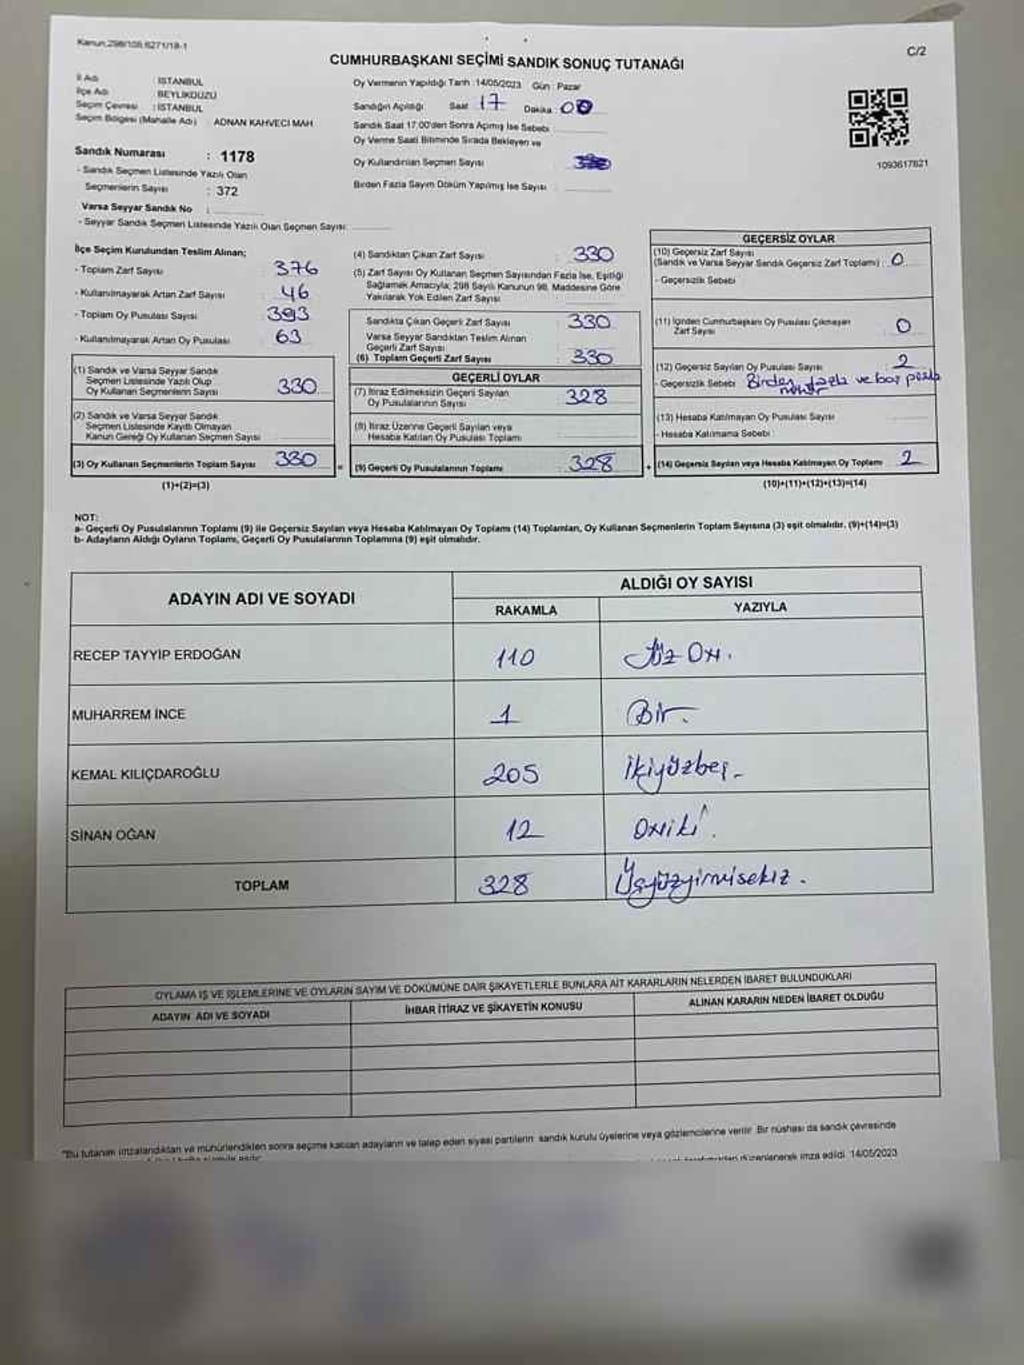 Kanun,298/105,6271/18-1
C/2
CUMHURBAŞKANI SEÇİMİ SANDIK SONUÇ TUTANAĞI
İl Adı : İSTANBUL
İlçe Adı : BEYLİKDÜZÜ
Seçim Çevresi : İSTANBUL
Seçim Bölgesi (Mahalle Adı) ADNAN KAHVECİ MAH
Sandık Numarası : 1178
- Sandık Seçmen Listesinde Yazılı Olan
Seçmenlerin Sayısı : 372
Varsa Seyyar Sandık No :
- Seyyar Sandık Seçmen Listesinde Yazılı Olan Seçmen Sayısı:
Oy Vermenin Yapıldığı Tarih :14/05/2023 Gün : Pazar
Sandığın Açıldığı Saat : 17 Dakika : 00
Sandık Saat 17:00'den Sonra Açılmış İse Sebebi :
Oy Verme Saati Bitiminde Sırada Bekleyen ve
Oy Kullandırılan Seçmen Sayısı
Birden Fazla Sayım Döküm Yapılmış İse Sayısı
1093617821
İlçe Seçim Kurulundan Teslim Alınan;
- Toplam Zarf Sayısı : 376
- Kullanılmayarak Artan Zarf Sayısı : 46
- Toplam Oy Pusulası Sayısı : 393
- Kullanılmayarak Artan Oy Pusulası : 63
(1) Sandık ve Varsa Seyyar Sandık
Seçmen Listesinde Yazılı Olup
Oy Kullanan Seçmenlerin Sayısı 330
(2) Sandık ve Varsa Seyyar Sandık
Seçmen Listesinde Kayıtlı Olmayan
Kanun Gereği Oy Kullanan Seçmen Sayısı
(3) Oy Kullanan Seçmenlerin Toplam Sayısı 330
(1)+(2)=(3)
(4) Sandıktan Çıkan Zarf Sayısı : 330
(5) Zarf Sayısı Oy Kullanan Seçmen Sayısından Fazla İse, Eşitliği
Sağlamak Amacıyla; 298 Sayılı Kanunun 98. Maddesine Göre
Yakılarak Yok Edilen Zarf Sayısı
Sandıkta Çıkan Geçerli Zarf Sayısı : 330
Varsa Seyyar Sandıktan Teslim Alınan
Geçerli Zarf Sayısı
(6) Toplam Geçerli Zarf Sayısı : 330
GEÇERLİ OYLAR
(7) İtiraz Edilmeksizin Geçerli Sayılan
Oy Pusulalarının Sayısı 328
(8) İtiraz Üzerine Geçerli Sayılan veya
Hesaba Katılan Oy Pusulası Toplamı
= (9) Geçerli Oy Pusulalarının Toplamı 328
GEÇERSİZ OYLAR
(10) Geçersiz Zarf Sayısı
(Sandık ve Varsa Seyyar Sandık Geçersiz Zarf Toplamı) : 0
- Geçersizlik Sebebi
(11) İçinden Cumhurbaşkanı Oy Pusulası Çıkmayan
Zarf Sayısı 0
(12) Geçersiz Sayılan Oy Pusulası Sayısı 2
- Geçersizlik Sebebi Birden fazla ve boş
(13) Hesaba Katılmayan Oy Pusulası Sayısı
- Hesaba Katılmama Sebebi
+ (14) Geçersiz Sayılan veya Hesaba Katılmayan Oy Toplamı 2
(10)+(11)+(12)+(13)=(14)
NOT:
a- Geçerli Oy Pusulalarının Toplamı (9) ile Geçersiz Sayılan veya Hesaba Katılmayan Oy Toplamı (14) Toplamları, Oy Kullanan Seçmenlerin Toplam Sayısına (3) eşit olmalıdır. (9)+(14)=(3)
b- Adayların Aldığı Oyların Toplamı, Geçerli Oy Pusulalarının Toplamına (9) eşit olmalıdır.
ADAYIN ADI VE SOYADI
ALDIĞI OY SAYISI
RAKAMLA YAZIYLA
RECEP TAYYİP ERDOĞAN 110 Yüz On.
MUHARREM İNCE 1 Bir.
KEMAL KILIÇDAROĞLU 205 ikiyüzbeş-
SİNAN OĞAN 12 oniki.
TOPLAM 328 Üçyüzyirmisekiz.
OYLAMA İŞ VE İŞLEMLERİNE VE OYLARIN SAYIM VE DÖKÜMÜNE DAİR ŞİKAYETLERLE BUNLARA AİT KARARLARIN NELERDEN İBARET BULUNDUKLARI
ADAYIN ADI VE SOYADI İHBAR İTİRAZ VE ŞİKAYETİN KONUSU ALINAN KARARIN NEDEN İBARET OLDUĞU
"Bu tutanak imzalandıktan ve mühürlendikten sonra seçime katılan adayların ve talep eden siyasi partilerin sandık kurulu üyelerine veya gözlemcilerine verilir. Bir nüshası da sandık çevresinde
düzenlenerek imza edildi. 14/05/2023